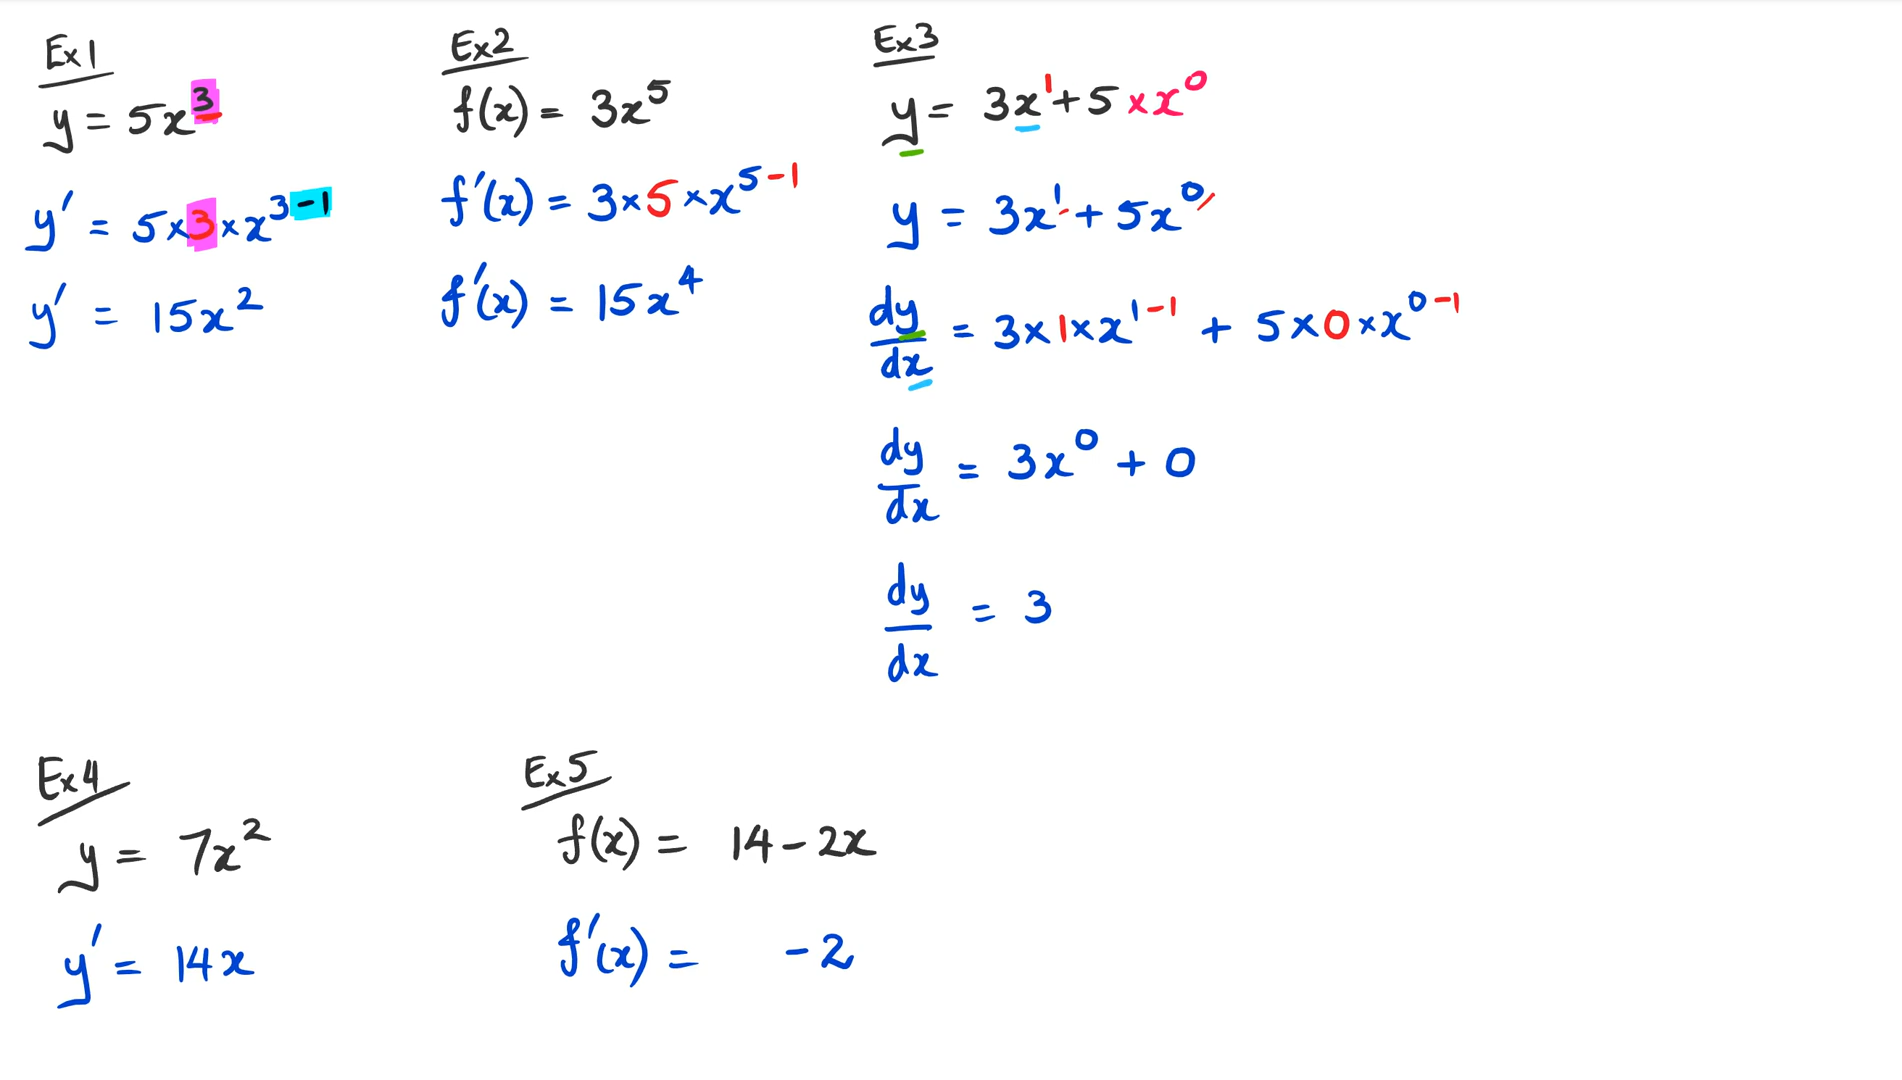 Ex1
y = 5x³
y′ = 5×3×x³⁻¹
y′ = 15x²
Ex2
f(x) = 3x⁵
f′(x) = 3×5×x⁵⁻¹
f′(x) = 15x⁴
Ex3
y = 3x¹+5×x⁰
y = 3x¹+5x⁰
dy/dx = 3×1×x¹⁻¹ + 5×0×x⁰⁻¹
dy/dx = 3x⁰ + 0
dy/dx = 3
Ex4
y = 7x²
y′ = 14x
Ex5
f(x) = 14-2x
f′(x) = -2